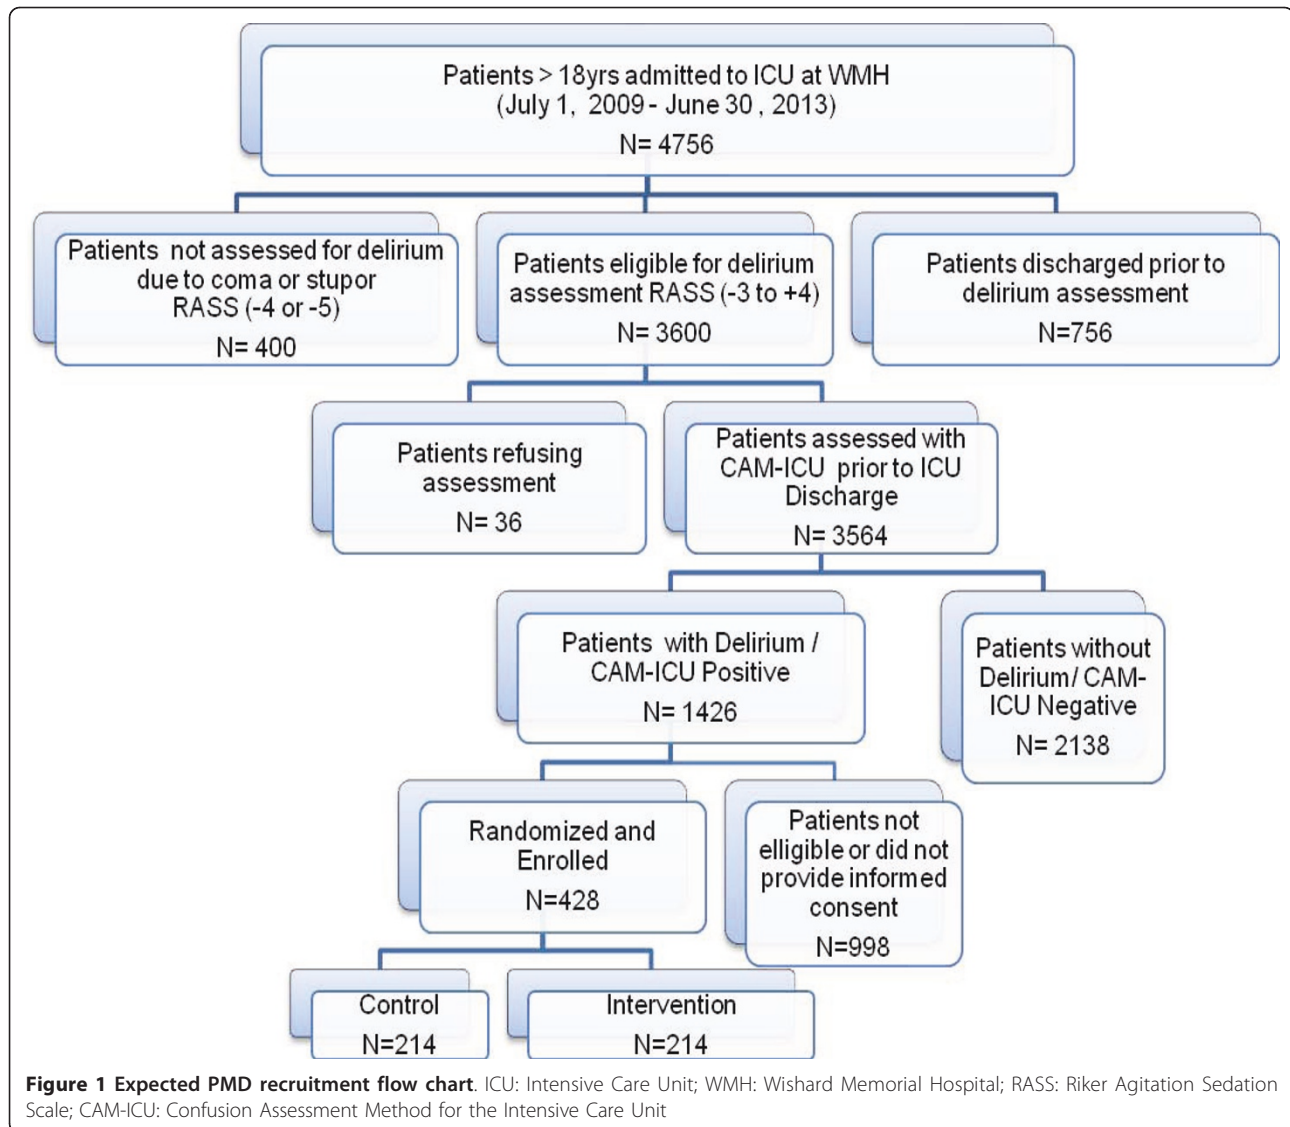 Patients > 18yrs admitted to ICU at WMH
(July 1, 2009 - June 30 , 2013)
N= 4756
Patients not assessed for delirium
due to coma or stupor
RASS (-4 or -5)
N= 400
Patients eligible for delirium
assessment RASS (-3 to +4)
N= 3600
Patients discharged prior to
delirium assessment
N=756
Patients refusing
assessment
N= 36
Patients assessed with
CAM-ICU prior to ICU
Discharge
N= 3564
Patients with Delirium /
CAM-ICU Positive
N= 1426
Patients without
Delirium/ CAM-
ICU Negative
N= 2138
Randomized and
Enrolled
N=428
Patients not
elligible or did not
provide informed
consent
N=998
Control
N=214
Intervention
N=214
Figure 1 Expected PMD recruitment flow chart. ICU: Intensive Care Unit; WMH: Wishard Memorial Hospital; RASS: Riker Agitation Sedation
Scale; CAM-ICU: Confusion Assessment Method for the Intensive Care Unit